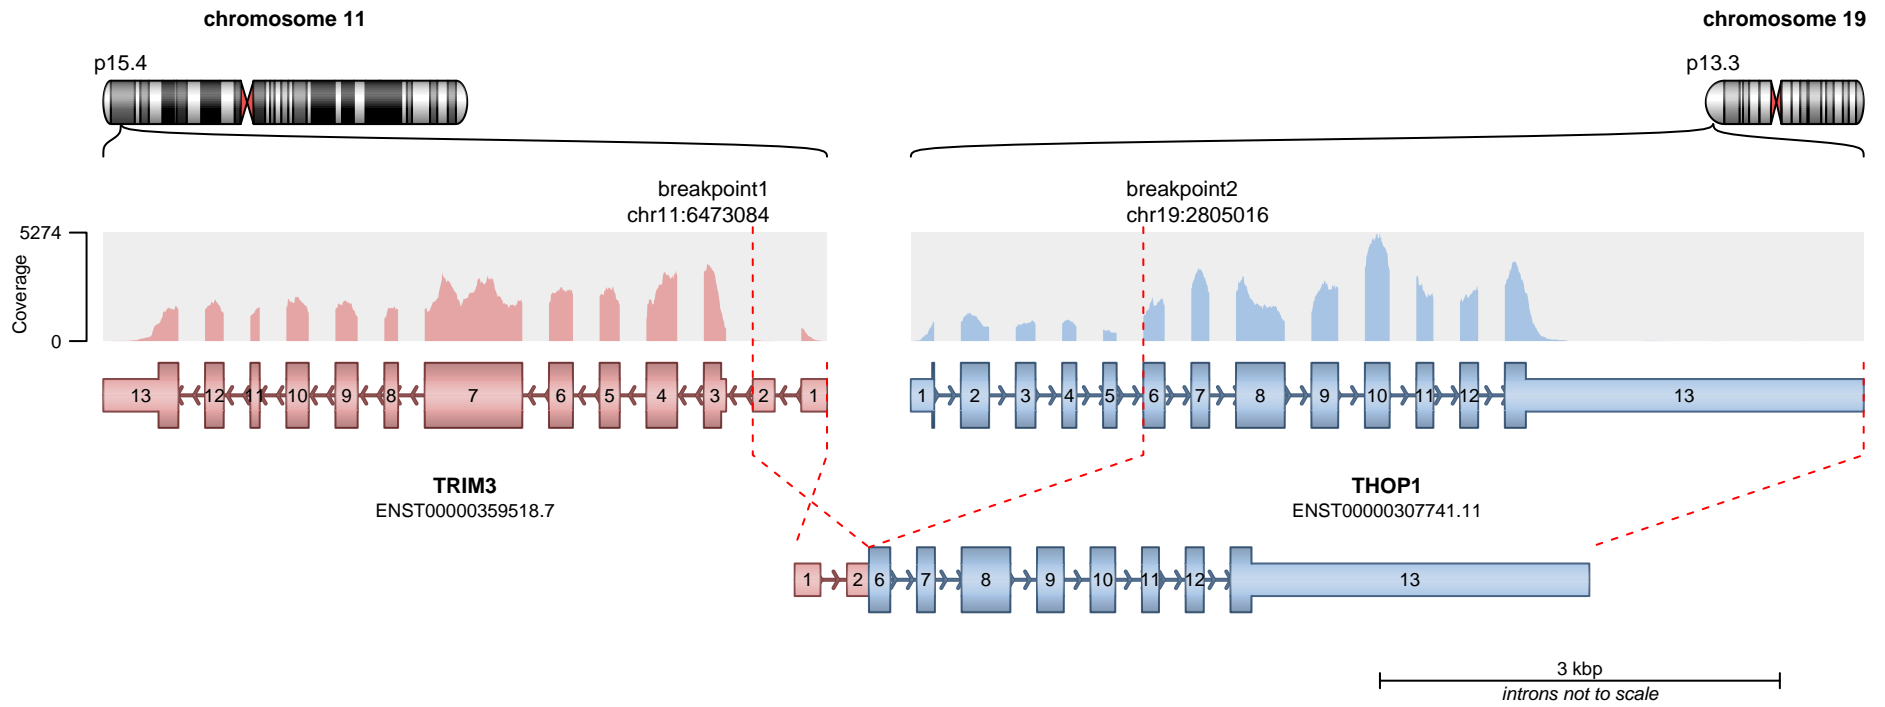 chromosome 11
chromosome 19
p15.4
p13.3
breakpoint1
chr11:6473084
breakpoint2
chr19:2805016
5274
Coverage
0
13 12 11 10 9 8 7 6 5 4 3 2 1
1 2 3 4 5 6 7 8 9 10 11 12 13
TRIM3
ENST00000359518.7
THOP1
ENST00000307741.11
1 2 6 7 8 9 10 11 12 13
3 kbp
introns not to scale